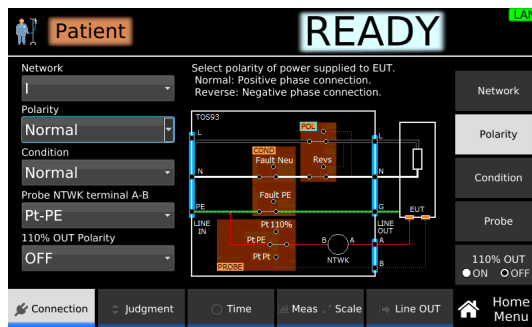 LAN
Patient
READY
Network
I
Polarity
Normal
Condition
Normal
Probe NTWK terminal A-B
Pt-PE
110% OUT Polarity
OFF
Select polarity of power supplied to EUT.
Normal: Positive phase connection.
Reverse: Negative phase connection.
TOS93
POL
L
L
COND
Fault Neu
Revs
N
N
Fault PE
PE
G
EUT
LINE
IN
Pt 110%
LINE
OUT
Pt PE
B
A
A
Pt Pt
NTWK
B
PROBE
Network
Polarity
Condition
Probe
110% OUT
ON OFF
Connection
Judgment
Time
Meas / Scale
Line OUT
Home
Menu